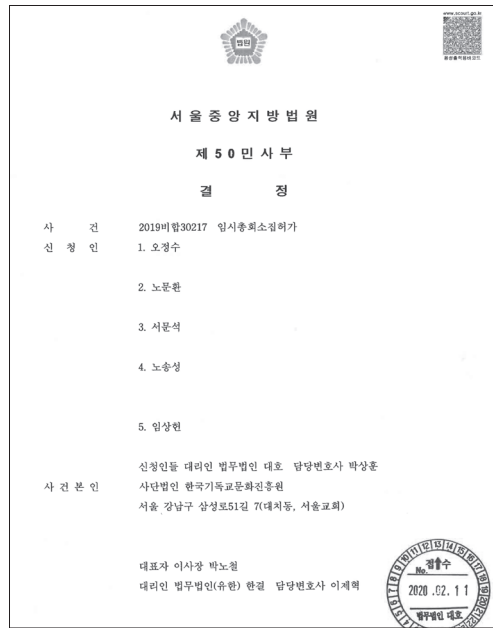 www.scourt.go.kr
법원
음성출력바코드
서울중앙지방법원
제50민사부
결 정
사 건 2019비합30217 임시총회소집허가
신 청 인 1. 오정수
2. 노문환
3. 서문석
4. 노송성
5. 임상헌
신청인들 대리인 법무법인 대호 담당변호사 박상훈
사 건 본 인 사단법인 한국기독교문화진흥원
서울 강남구 삼성로51길 7(대치동, 서울교회)
대표자 이사장 박노철
대리인 법무법인(유한) 한결 담당변호사 이제혁
접수
No.
2020 .02. 11
법무법인 대호